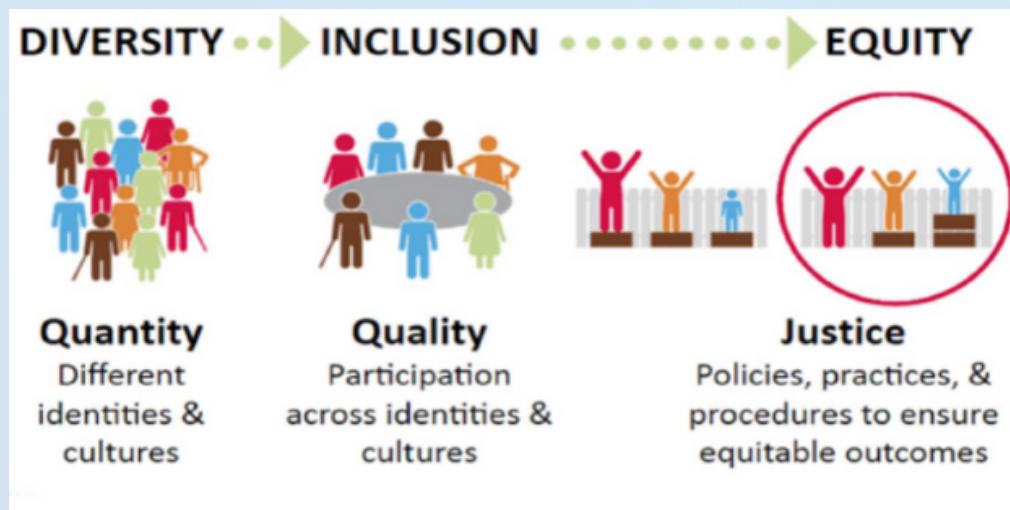 DIVERSITY INCLUSION EQUITY
Quantity
Different
identities &
cultures
Quality
Participation
across identities &
cultures
Justice
Policies, practices, &
procedures to ensure
equitable outcomes